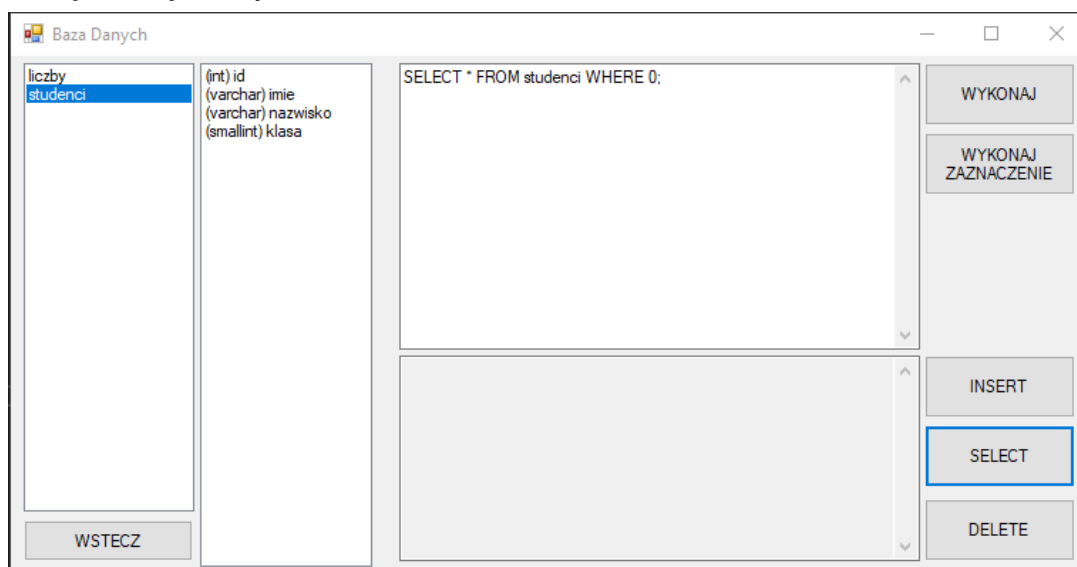 Baza Danych
liczby
studenci
(int) id
(varchar) imie
(varchar) nazwisko
(smallint) klasa
SELECT * FROM studenci WHERE 0;
WYKONAJ
WYKONAJ
ZAZNACZENIE
INSERT
SELECT
DELETE
WSTECZ